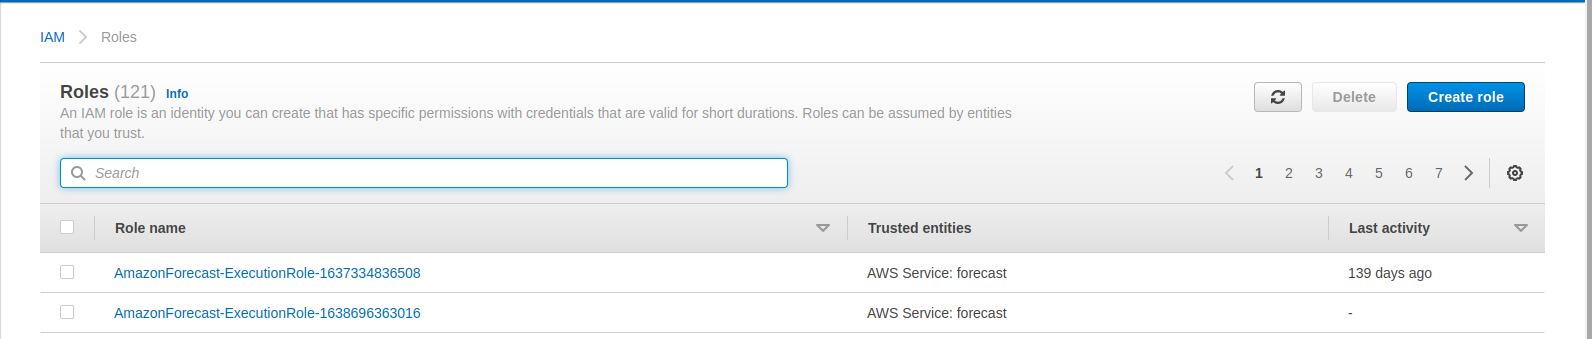 IAM Roles
Roles (121) Info
An IAM role is an identity you can create that has specific permissions with credentials that are valid for short durations. Roles can be assumed by entities
that you trust.
Delete
Create role
Search
1 2 3 4 5 6 7
Role name Trusted entities Last activity
AmazonForecast-ExecutionRole-1637334836508 AWS Service: forecast 139 days ago
AmazonForecast-ExecutionRole-1638696363016 AWS Service: forecast -